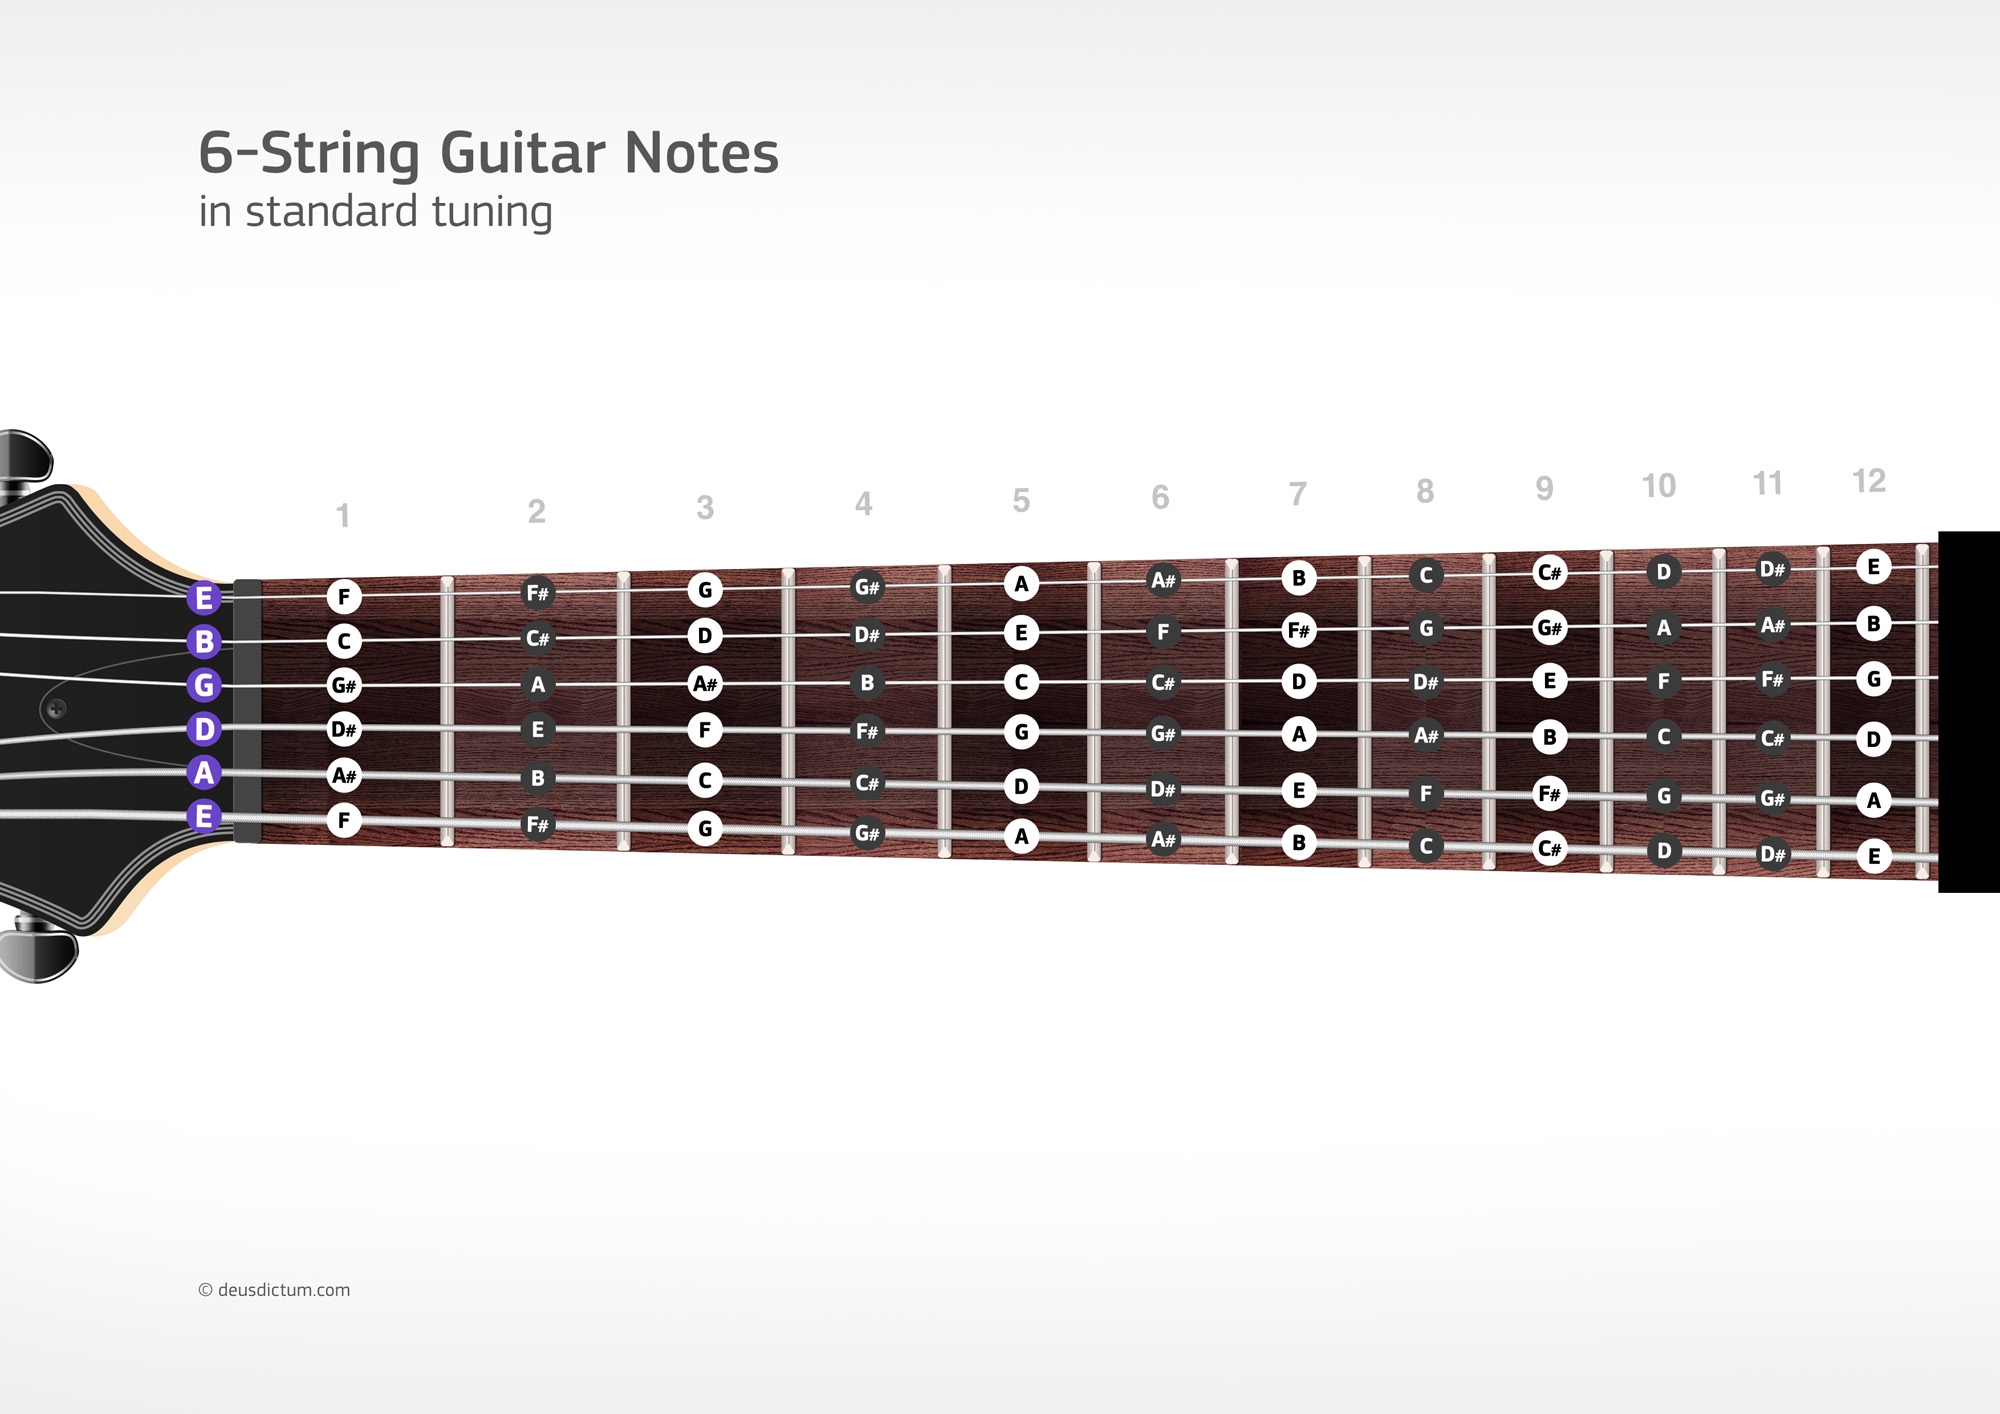 6-String Guitar Notes
in standard tuning
1 2 3 4 5 6 7 8 9 10 11 12
E F F# G G# A A# B C C# D D# E
B C C# D D# E F F# G G# A A# B
G G# A A# B C C# D D# E F F# G
D D# E F F# G G# A A# B C C# D
A A# B C C# D D# E F F# G G# A
E F F# G G# A A# B C C# D D# E
© deusdictum.com